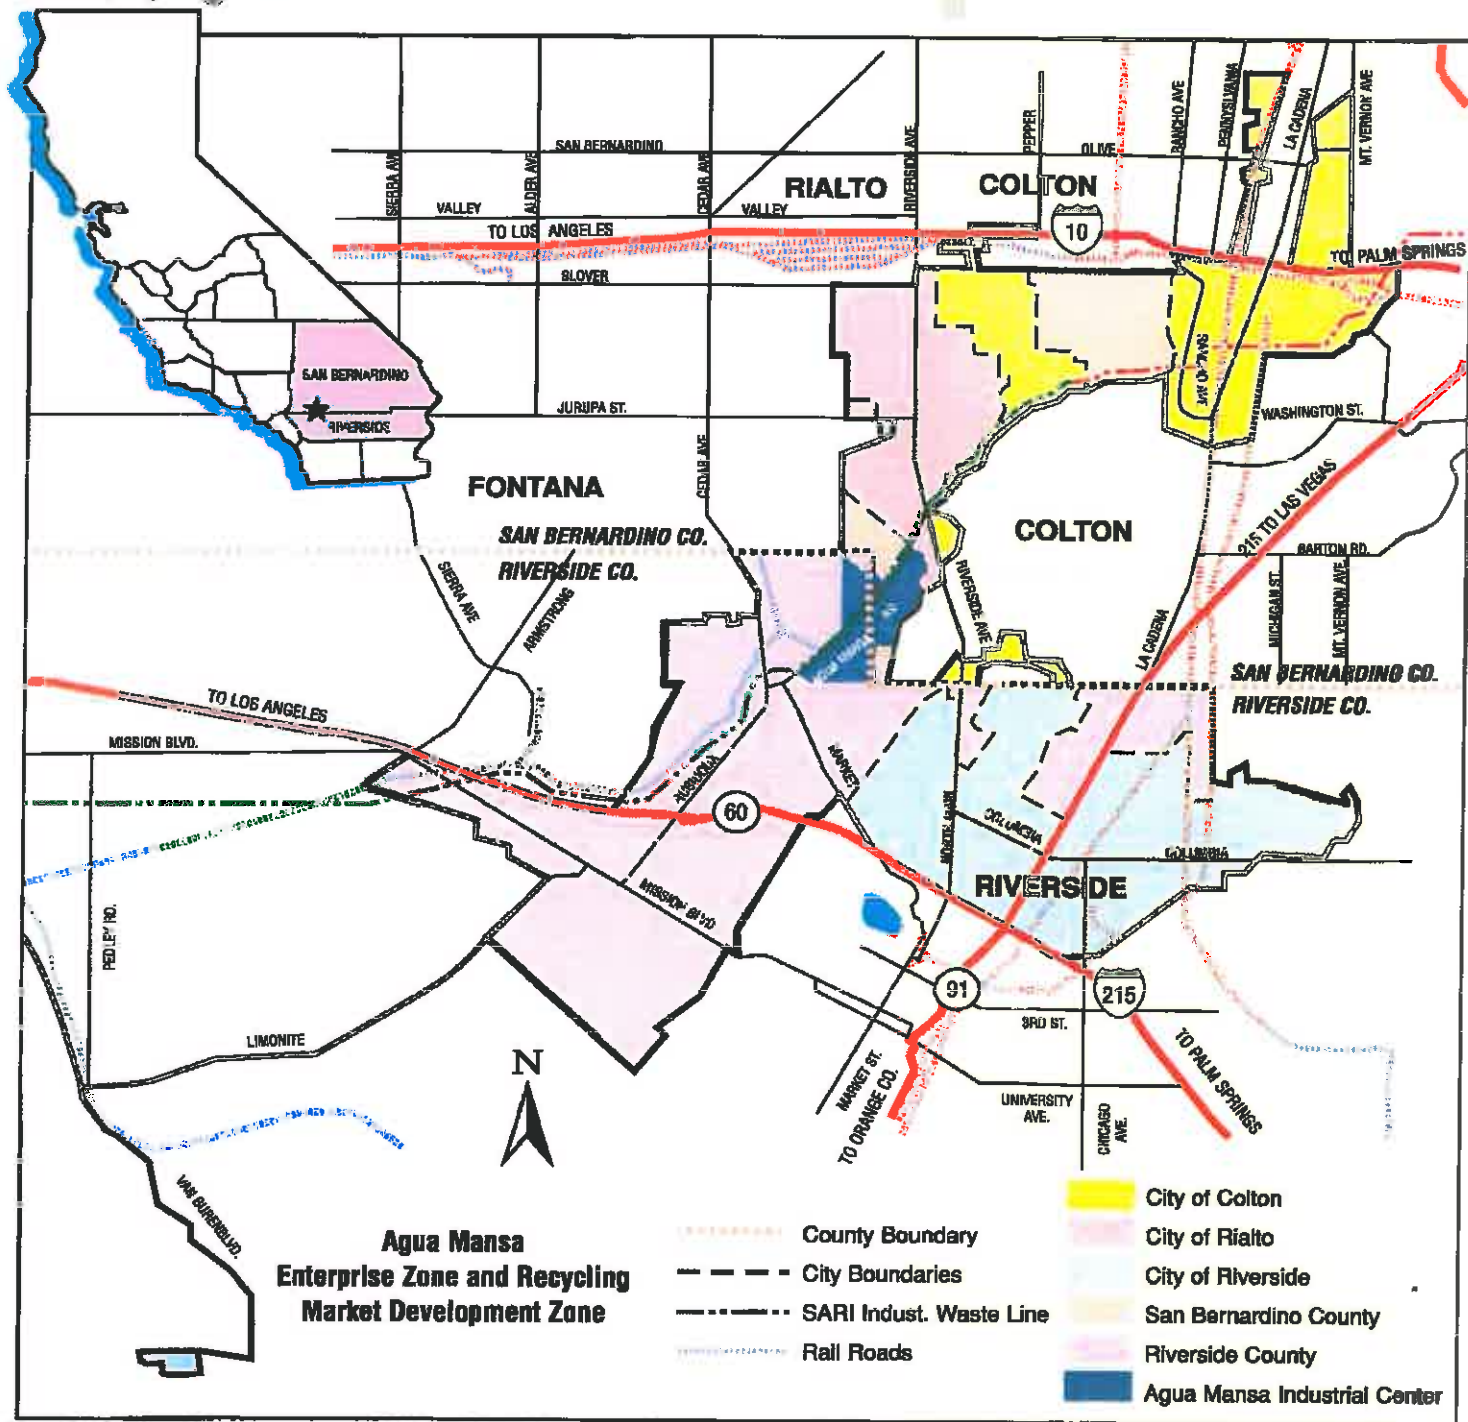 SIERRA AVE
SAN BERNARDINO
ALDER AVE
CEDAR AVE
RIVERSIDE AVE
PEPPER
OLIVE
RANCHO AVE
PENNYSLVANIA
LA CADENA
MT. VERNON AVE
RIALTO
COLTON
VALLEY
VALLEY
TO LOS ANGELES
10
TO PALM SPRINGS
SLOVER
SAN BERNARDINO
RIVERSIDE
JURUPA ST.
WASHINGTON ST.
CEDAR AVE
FONTANA
SAN BERNARDINO CO.
RIVERSIDE CO.
COLTON
215 TO LAS VEGAS
BARTON RD.
SIERRA AVE
ARMSTRONG
RIVERSIDE AVE
LA CADENA
MICHIGAN ST.
MT. VERNON AVE.
SAN BERNARDINO CO.
RIVERSIDE CO.
TO LOS ANGELES
MISSION BLVD.
MARKET
60
COLUMBIA
COLUMBIA
RIVERSIDE
MISSION BLVD
PEDLEY RD.
91
215
3RD ST.
LIMONITE
N
MARKET ST.
TO ORANGE CO.
UNIVERSITY
AVE.
CHICAGO
AVE.
TO PALM SPRINGS
VAN BUREN BLVD.
Agua Mansa
Enterprise Zone and Recycling
Market Development Zone
County Boundary
City Boundaries
SARI Indust. Waste Line
Rail Roads
City of Colton
City of Rialto
City of Riverside
San Bernardino County
Riverside County
Agua Mansa Industrial Center